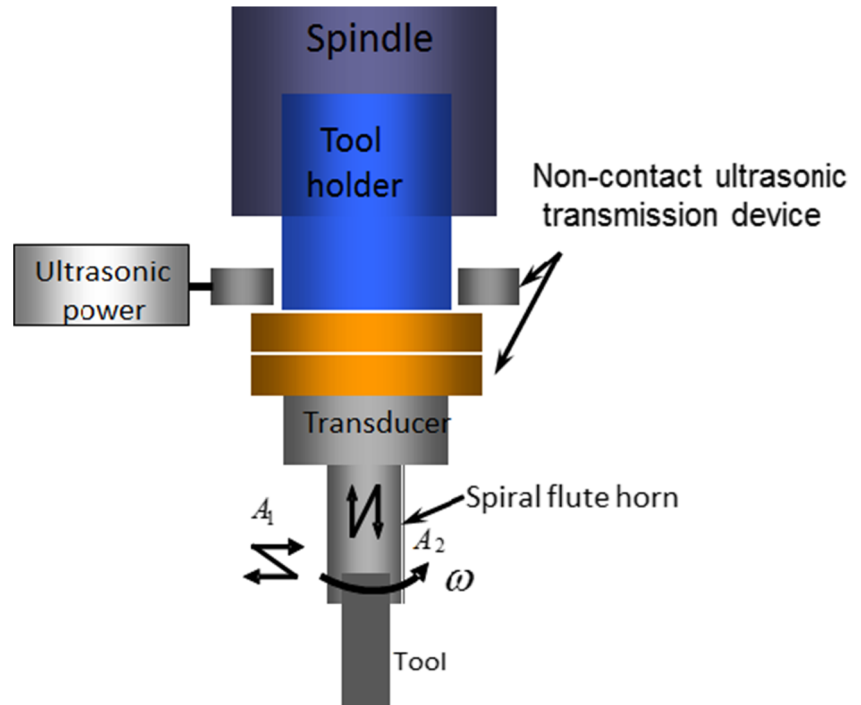 Spindle
Tool
holder
Non-contact ultrasonic
transmission device
Ultrasonic
power
Transducer
Spiral flute horn
A₁
A₂
ω
Tool